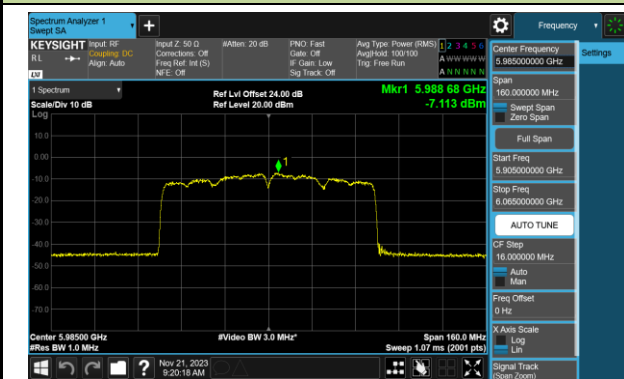 Spectrum Analyzer 1
Swept SA
Frequency
KEYSIGHT
RL
LNI
Input: RF
Coupling: DC
Align: Auto
Input Z: 50 Ω
Corrections: Off
Freq Ref: Int (S)
NFE: Off
#Atten: 20 dB
PNO: Fast
Gate: Off
IF Gain: Low
Sig Track: Off
Avg Type: Power (RMS)
Avg|Hold: 100/100
Trig: Free Run
1 2 3 4 5 6
A W W W W W
A N N N N N
1 Spectrum
Scale/Div 10 dB
Log
Ref Lvl Offset 24.00 dB
Ref Level 20.00 dBm
Mkr1 5.988 68 GHz
-7.113 dBm
10.0
0.00
-10.0
-20.0
-30.0
-40.0
-50.0
-60.0
-70.0
1
Center 5.98500 GHz
#Res BW 1.0 MHz
#Video BW 3.0 MHz*
Span 160.0 MHz
Sweep 1.07 ms (2001 pts)
Nov 21, 2023
9:20:18 AM
Center Frequency
5.985000000 GHz
Span
160.000000 MHz
Swept Span
Zero Span
Full Span
Start Freq
5.905000000 GHz
Stop Freq
6.065000000 GHz
AUTO TUNE
CF Step
16.000000 MHz
Auto
Man
Freq Offset
0 Hz
X Axis Scale
Log
Lin
Signal Track
(Span Zoom)
Settings